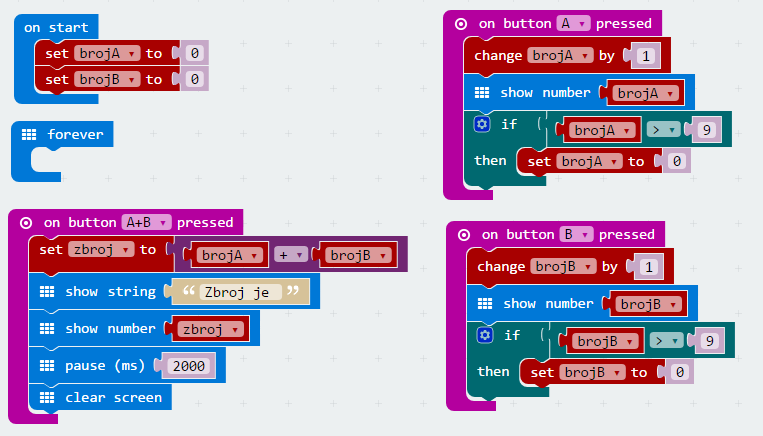 on start
set brojA to 0
set brojB to 0
forever
on button A+B pressed
set zbroj to brojA + brojB
show string “ Zbroj je ”
show number zbroj
pause (ms) 2000
clear screen
on button A pressed
change brojA by 1
show number brojA
if brojA > 9
then set brojA to 0
on button B pressed
change brojB by 1
show number brojB
if brojB > 9
then set brojB to 0